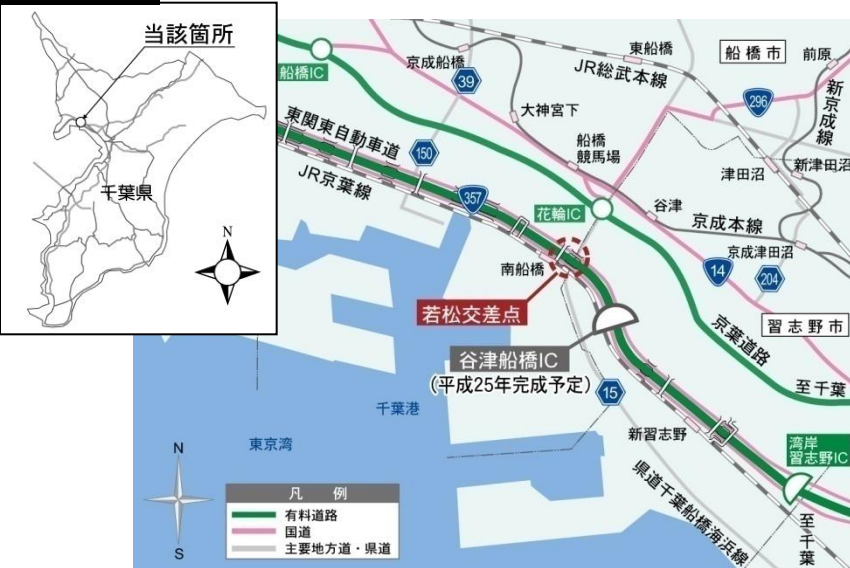 当該箇所
千葉県
N
船橋IC
京成船橋
39
東船橋
JR総武本線
船橋市
前原
新京成線
296
大神宮下
東関東自動車道
150
JR京葉線
357
船橋
競馬場
津田沼
新津田沼
花輪IC
谷津
京成本線
京成津田沼
南船橋
14
204
若松交差点
習志野市
谷津船橋IC
(平成25年完成予定)
京葉道路
至千葉
15
千葉港
東京湾
新習志野
湾岸
習志野IC
県道千葉船橋海浜線
至千葉
N
S
凡 例
有料道路
国道
主要地方道・県道